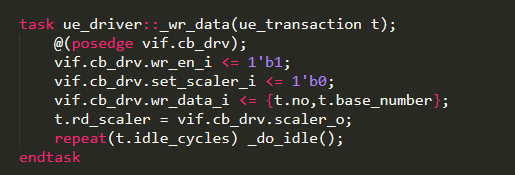 task ue_driver::_wr_data(ue_transaction t);
    @(posedge vif.cb_drv);
    vif.cb_drv.wr_en_i <= 1'b1;
    vif.cb_drv.set_scaler_i <= 1'b0;
    vif.cb_drv.wr_data_i <= {t.no,t.base_number};
    t.rd_scaler = vif.cb_drv.scaler_o;
    repeat(t.idle_cycles) _do_idle();
endtask